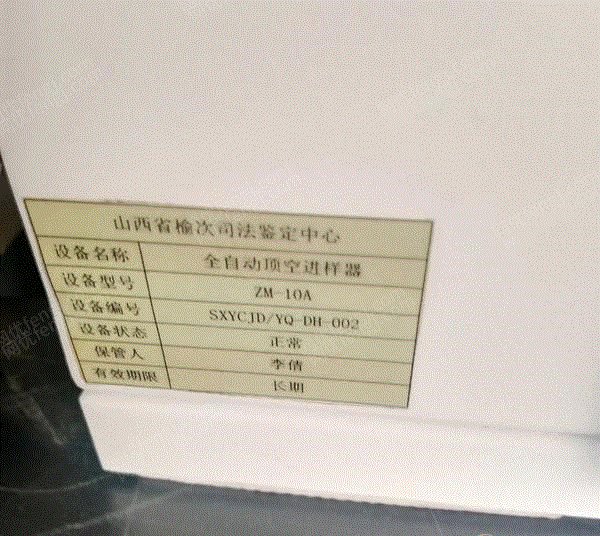 山西省榆次司法鉴定中心
设备名称 全自动顶空进样器
设备型号 ZM-10A
设备编号 SXYCJD/YQ-DH-002
设备状态 正常
保管人 李倩
有效期限 长期